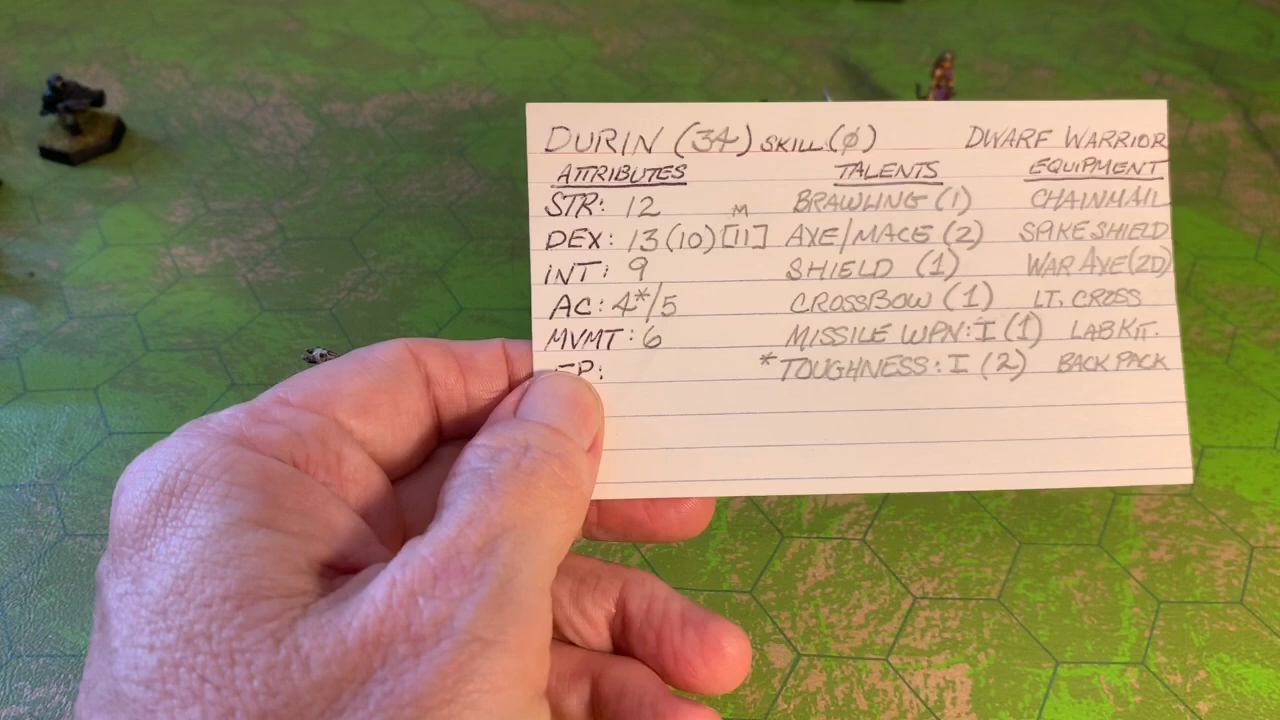 DURIN (34) SKILL (0) DWARF WARRIOR
ATTRIBUTES TALENTS EQUIPMENT
STR: 12 BRAWLING (1) CHAINMAIL
M
DEX: 13 (10) [11] AXE/MACE (2) SPIKE SHIELD
INT: 9 SHIELD (1) WAR AXE (2D)
AC: 4*/5 CROSSBOW (1) LT. CROSS
MVMT: 6 MISSILE WPN: I (1) LAB KIT.
*TOUGHNESS: I (2) BACK PACK